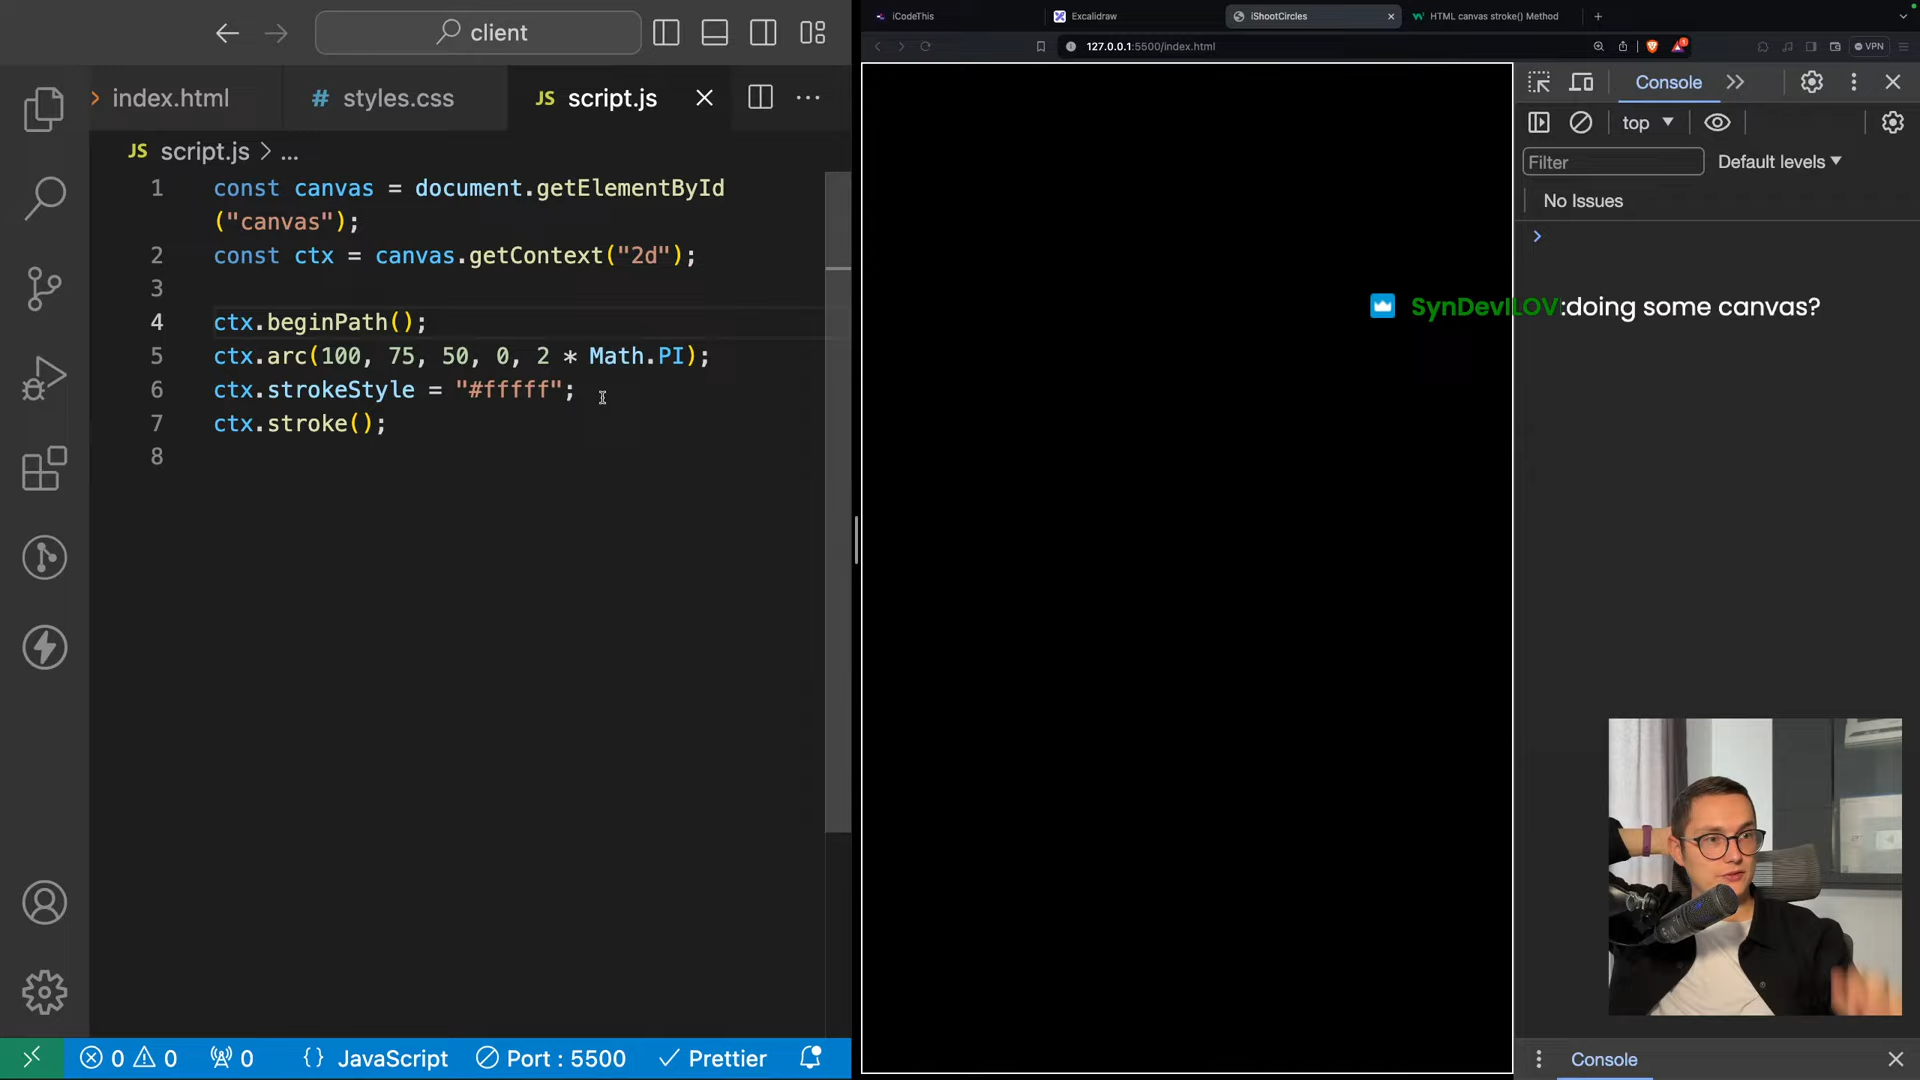 client
index.html
# styles.css
JS script.js
JS script.js > ...
1 const canvas = document.getElementById
("canvas");
2 const ctx = canvas.getContext("2d");
3
4 ctx.beginPath();
5 ctx.arc(100, 75, 50, 0, 2 * Math.PI);
6 ctx.strokeStyle = "#fffff";
7 ctx.stroke();
8
0 0 0 {} JavaScript Port : 5500 Prettier
iCodeThis
Excalidraw
iShootCircles
HTML canvas stroke() Method
127.0.0.1:5500/index.html
1
VPN
Console
top
Filter
Default levels
No Issues
SynDevILOV:doing some canvas?
Console